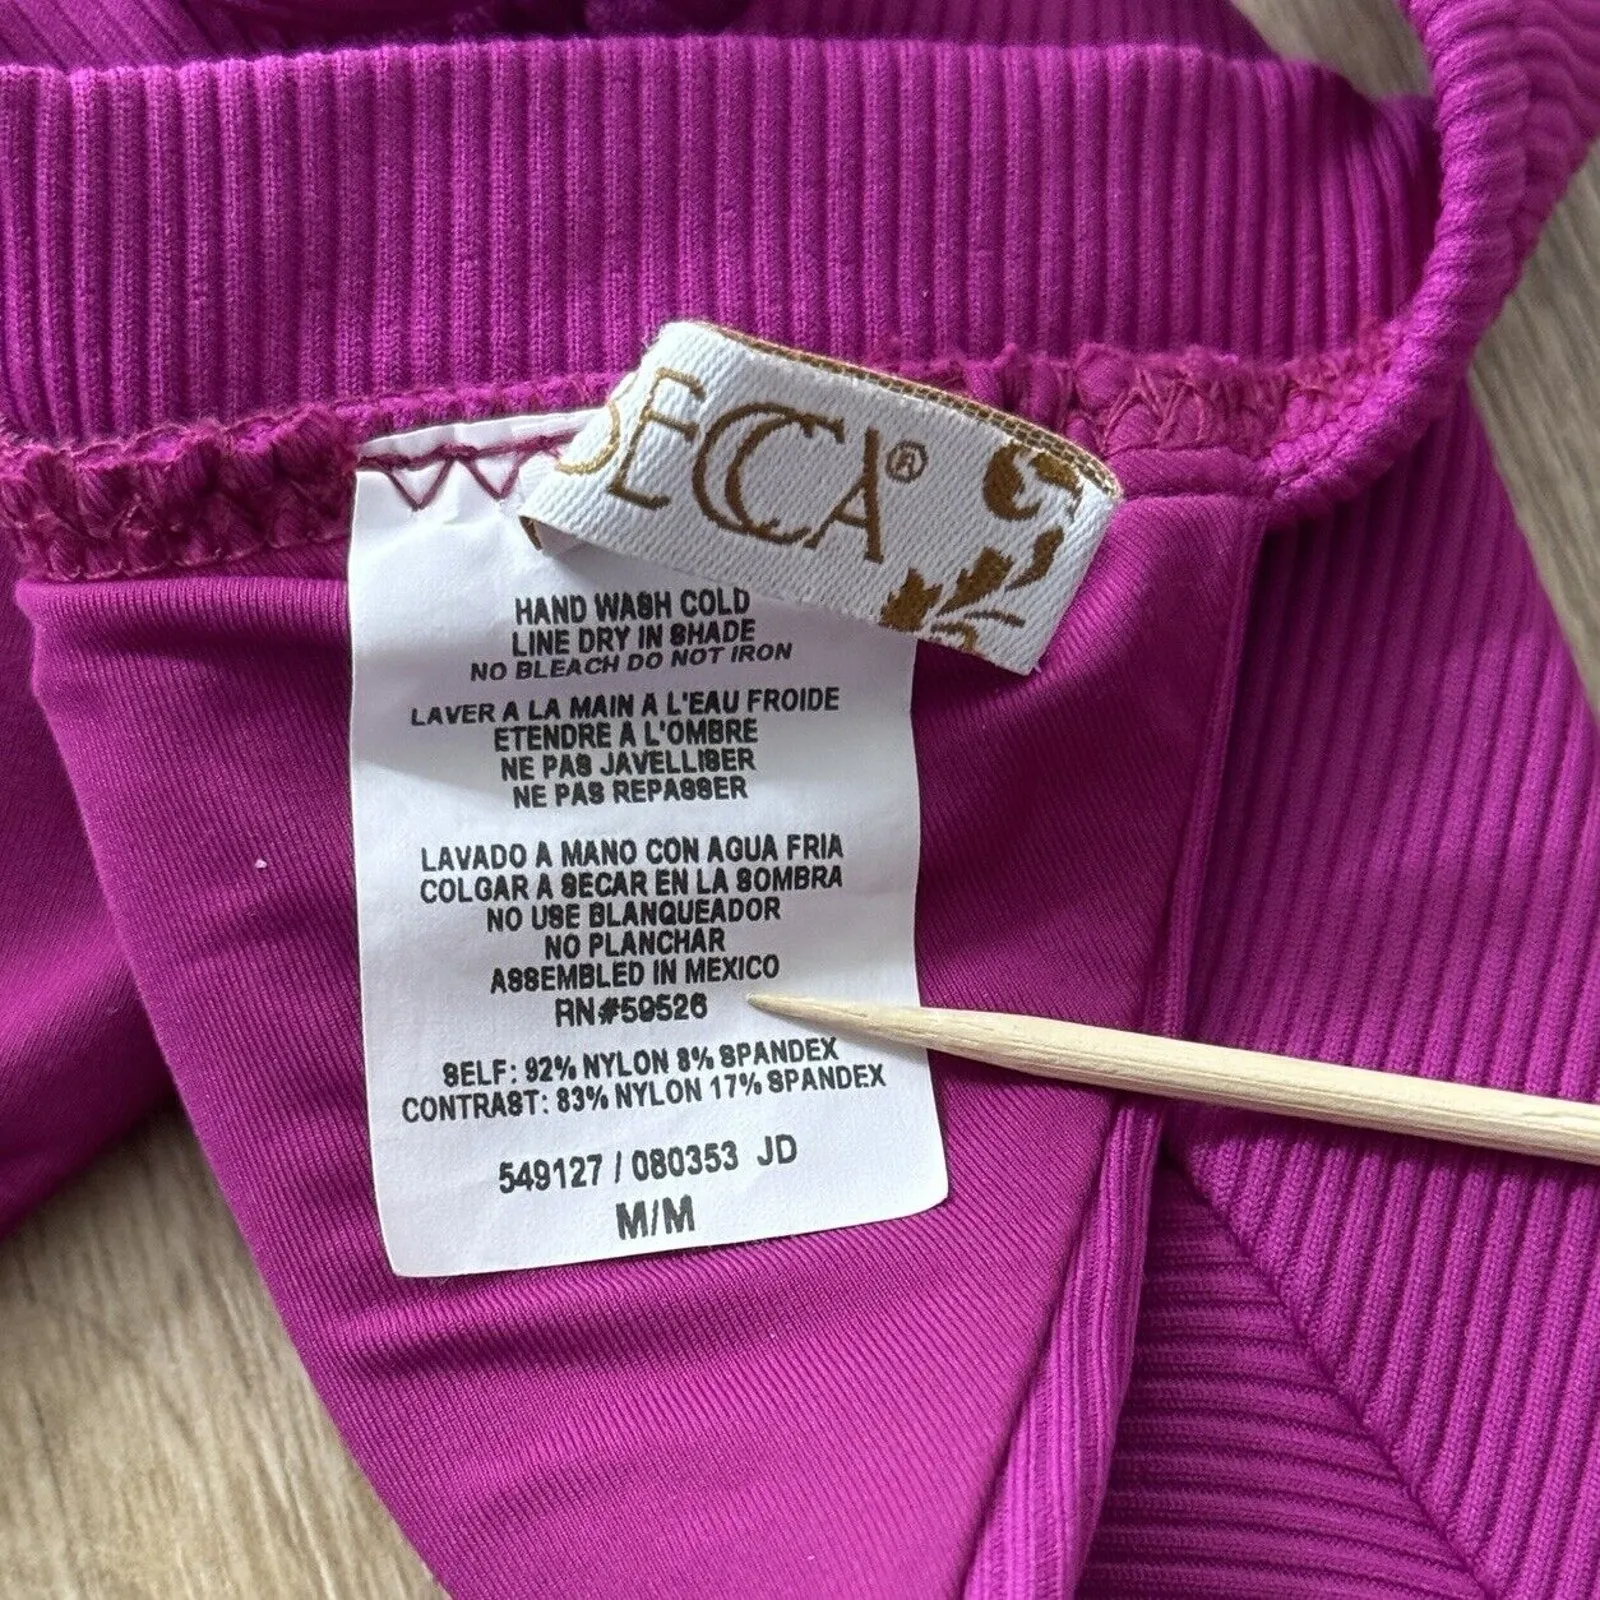 BECCA®
HAND WASH COLD
LINE DRY IN SHADE
NO BLEACH DO NOT IRON
LAVER A LA MAIN A L'EAU FROIDE
ETENDRE A L'OMBRE
NE PAS JAVELLISER
NE PAS REPASSER
LAVADO A MANO CON AGUA FRIA
COLGAR A SECAR EN LA SOMBRA
NO USE BLANQUEADOR
NO PLANCHAR
ASSEMBLED IN MEXICO
RN#59526
SELF: 92% NYLON 8% SPANDEX
CONTRAST: 83% NYLON 17% SPANDEX
549127 / 080353 JD
M/M